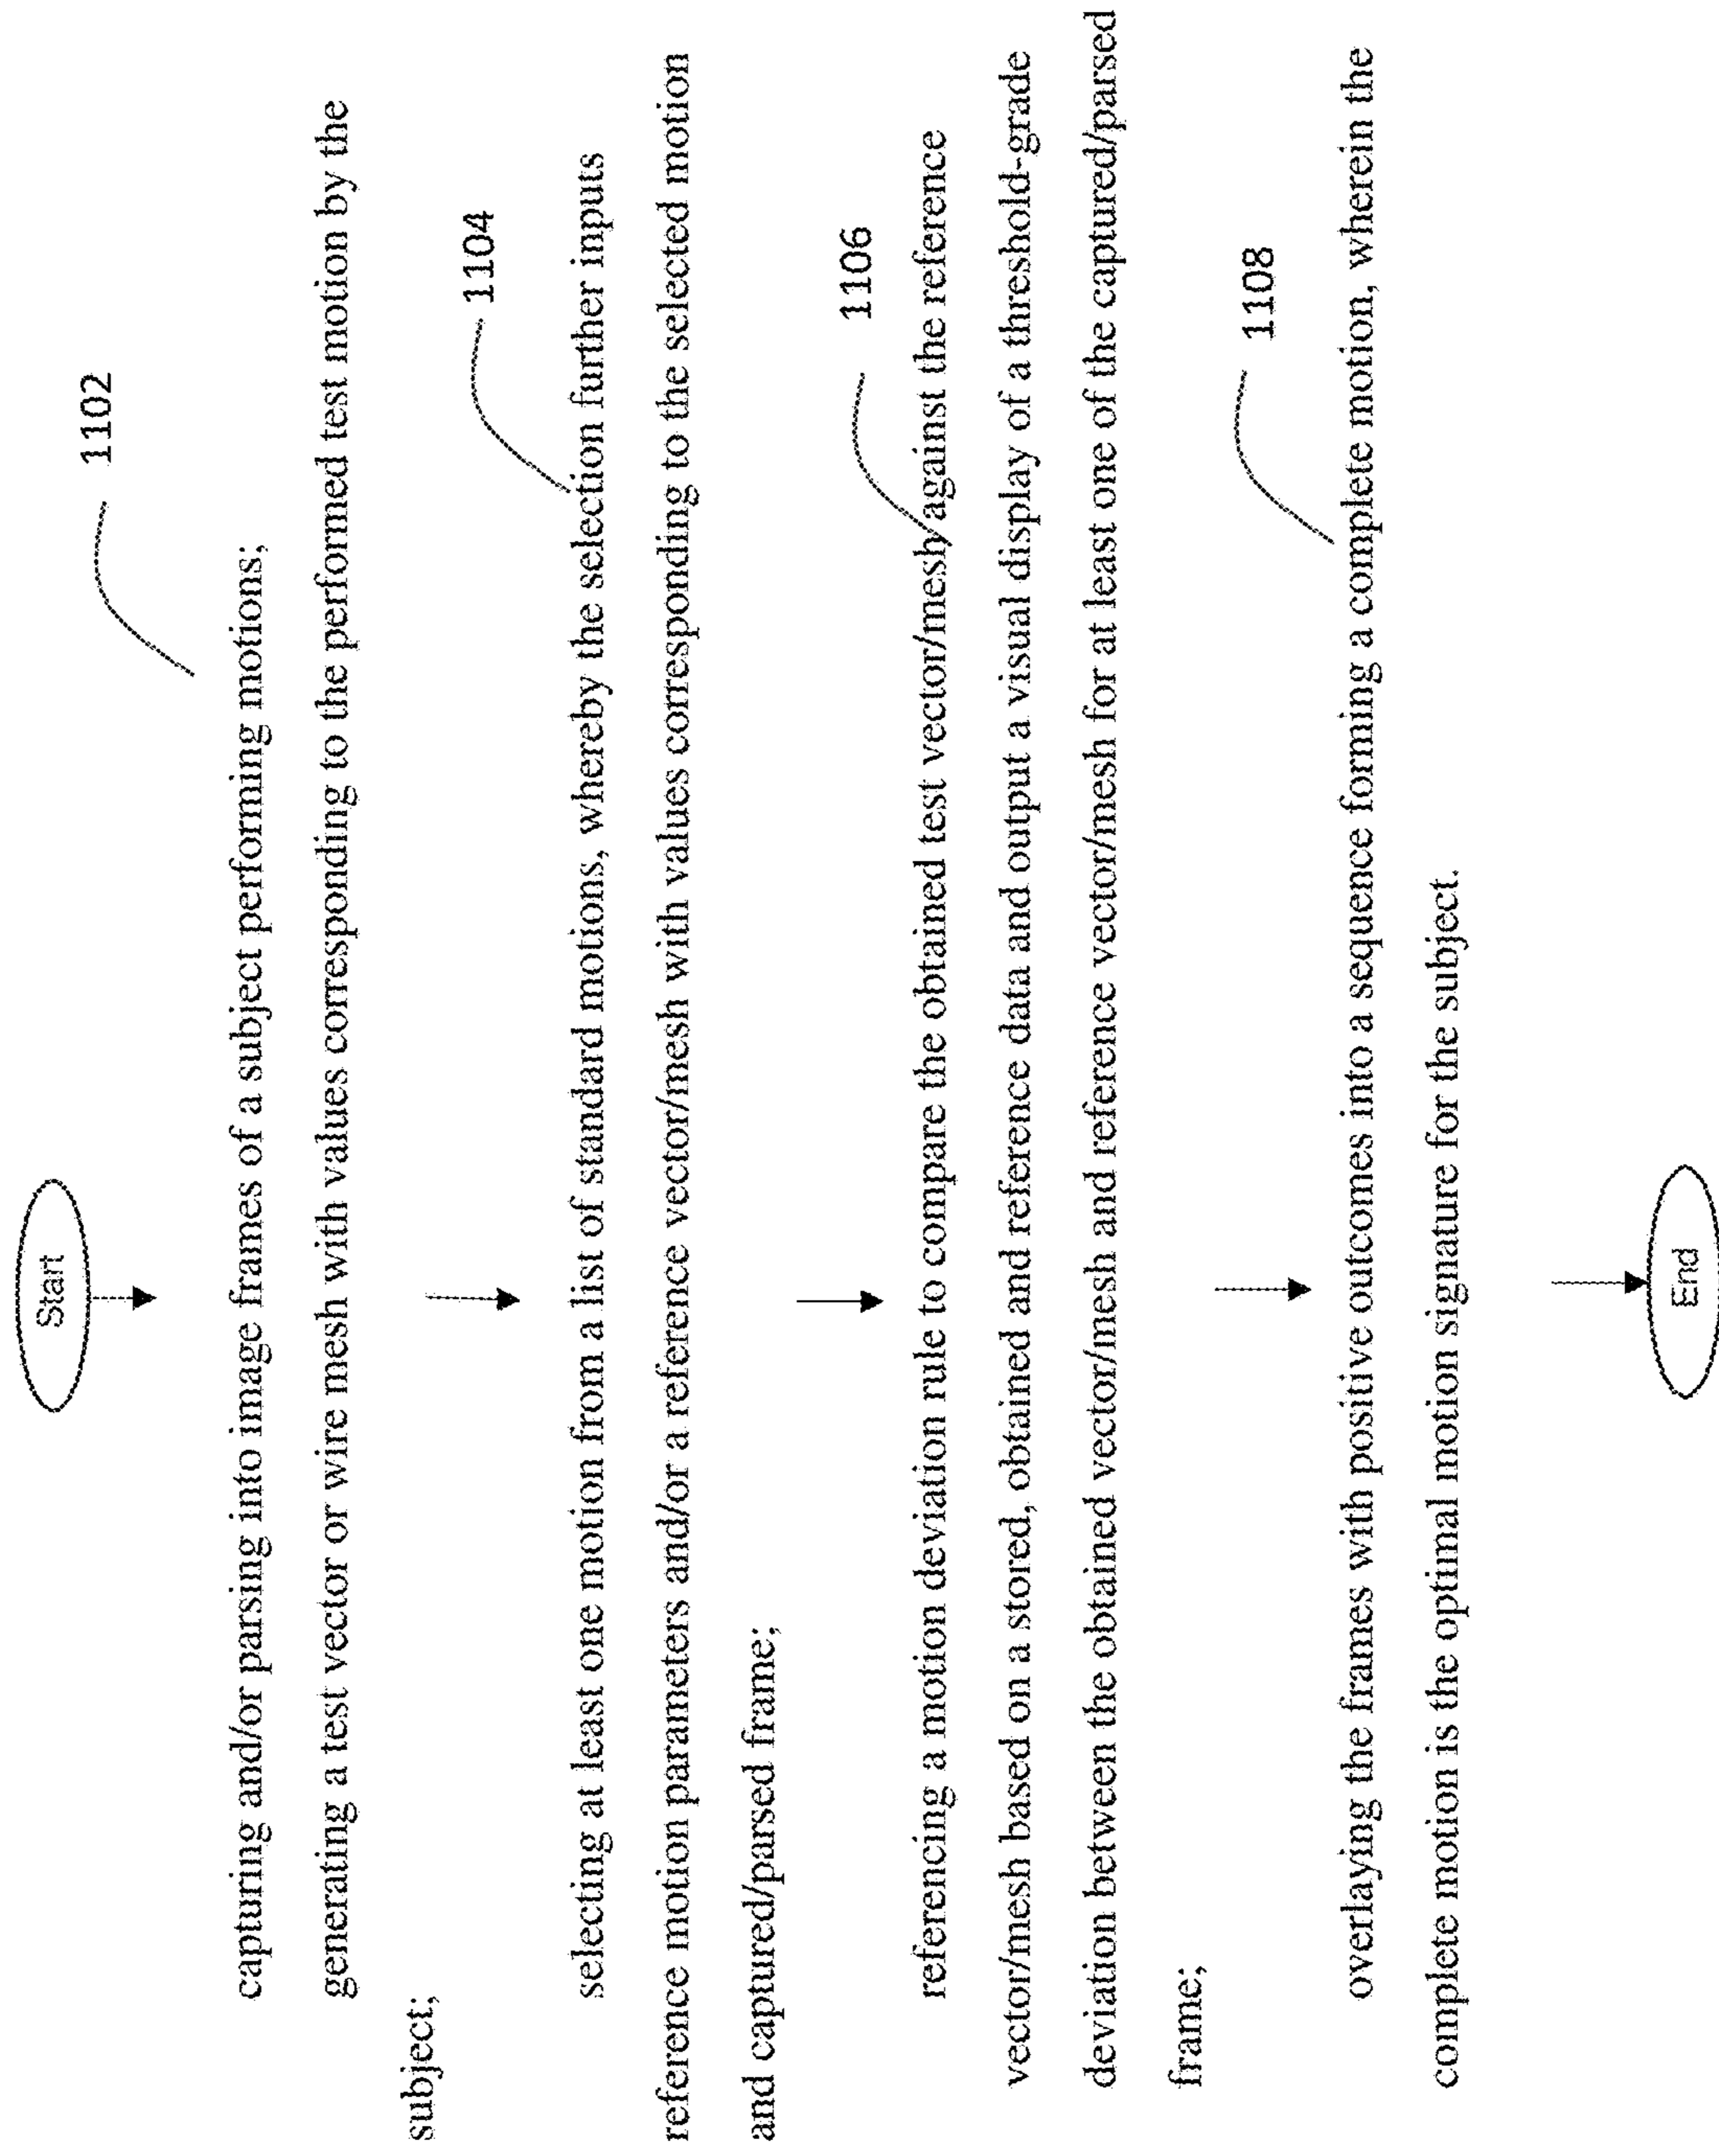 Start
1102
capturing and/or parsing into image frames of a subject performing motions;
generating a test vector or wire mesh with values corresponding to the performed test motion by the
subject;
1104
selecting at least one motion from a list of standard motions, whereby the selection further inputs
reference motion parameters and/or a reference vector/mesh with values corresponding to the selected motion
and captured/parsed frame;
1106
referencing a motion deviation rule to compare the obtained test vector/mesh against the reference
vector/mesh based on a stored, obtained and reference data and output a visual display of a threshold-grade
deviation between the obtained vector/mesh and reference vector/mesh for at least one of the captured/parsed
frame;
1108
overlaying the frames with positive outcomes into a sequence forming a complete motion, wherein the
complete motion is the optimal motion signature for the subject.
End